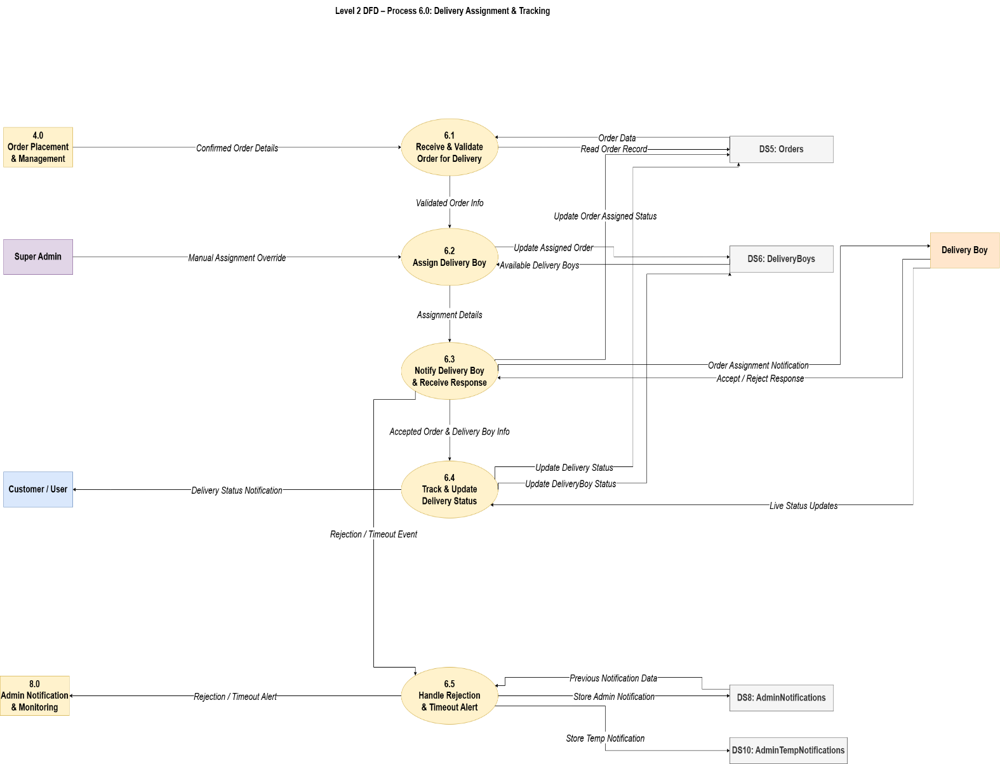 Level 2 DFD – Process 6.0: Delivery Assignment & Tracking
4.0
Order Placement
& Management
Confirmed Order Details
6.1
Receive & Validate
Order for Delivery
Order Data
Read Order Record
DS5: Orders
Validated Order Info
Update Order Assigned Status
Super Admin
Manual Assignment Override
6.2
Assign Delivery Boy
Update Assigned Order
Available Delivery Boys
DS6: DeliveryBoys
Delivery Boy
Assignment Details
6.3
Notify Delivery Boy
& Receive Response
Order Assignment Notification
Accept / Reject Response
Accepted Order & Delivery Boy Info
Customer / User
Delivery Status Notification
6.4
Track & Update
Delivery Status
Update Delivery Status
Update DeliveryBoy Status
Live Status Updates
Rejection / Timeout Event
8.0
Admin Notification
& Monitoring
Rejection / Timeout Alert
6.5
Handle Rejection
& Timeout Alert
Previous Notification Data
Store Admin Notification
DS8: AdminNotifications
Store Temp Notification
DS10: AdminTempNotifications